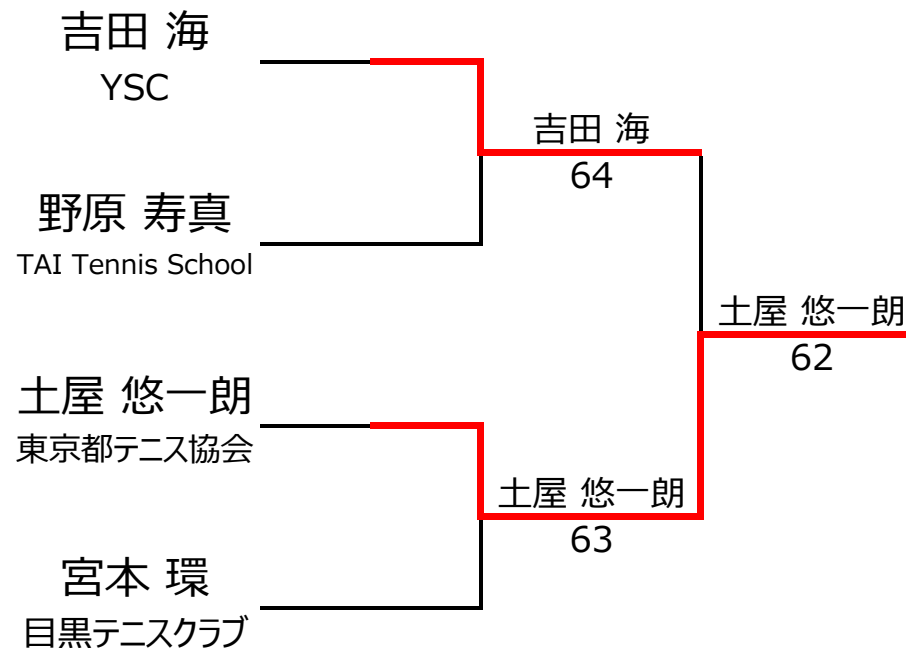 吉田 海
YSC
野原 寿真
TAI Tennis School
土屋 悠一朗
東京都テニス協会
宮本 環
目黒テニスクラブ
吉田 海
64
土屋 悠一朗
63
土屋 悠一朗
62